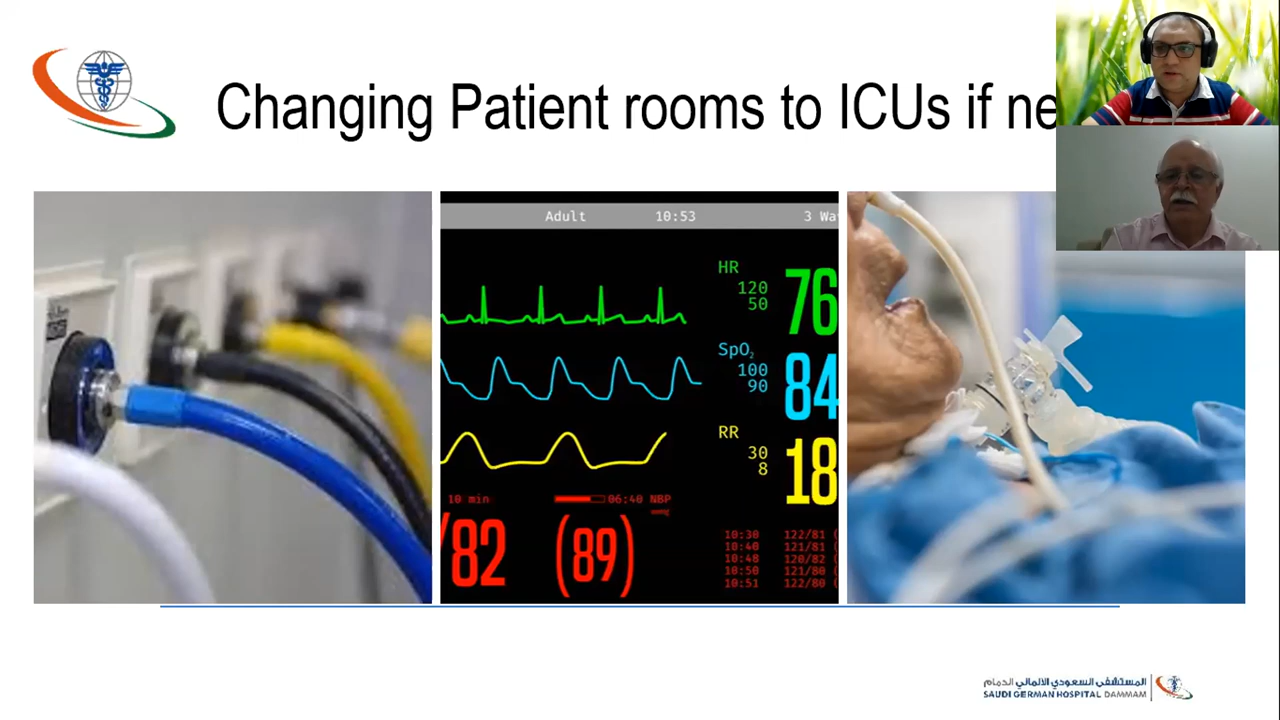 Changing Patient rooms to ICUs if ne
Adult 10:53 3 Wa
HR
120
50
76
SpO₂
100
90
84
RR
30
8
18
10 min 06:40 NBP
/82 (89)
10:30 122/81 (
10:40 121/81 (
10:48 120/82 (
10:50 121/80 (
10:51 122/80 (
المستشفى السعودي الألماني الدمام
SAUDI GERMAN HOSPITAL DAMMAM